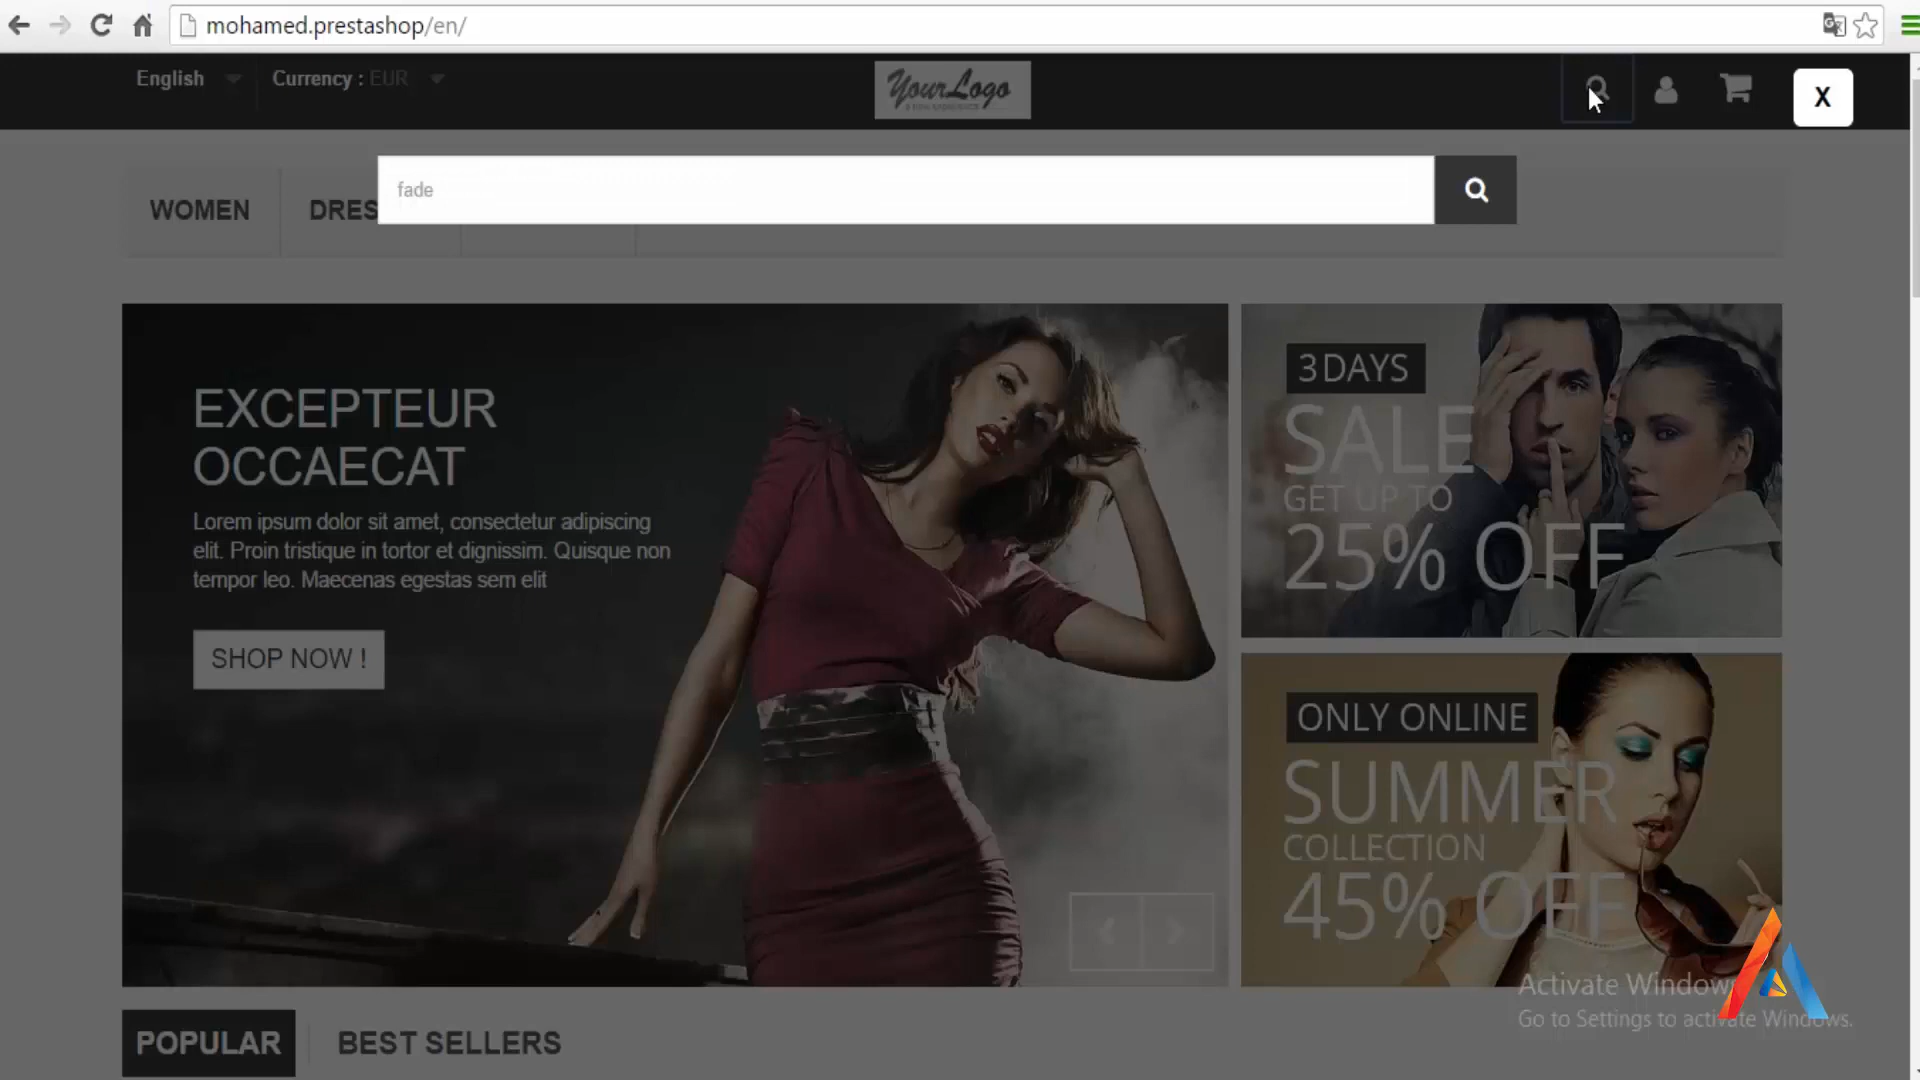 mohamed.prestashop/en/
English
Currency : EUR
YourLogo
X
fade
WOMEN
DRES
EXCEPTEUR
OCCAECAT
Lorem ipsum dolor sit amet, consectetur adipiscing
elit. Proin tristique in tortor et dignissim. Quisque non
tempor leo. Maecenas egestas sem elit
SHOP NOW !
3 DAYS
SALE
GET UP TO
25% OFF
ONLY ONLINE
SUMMER
COLLECTION
45% OFF
Activate Windows
Go to Settings to activate Windows.
POPULAR
BEST SELLERS